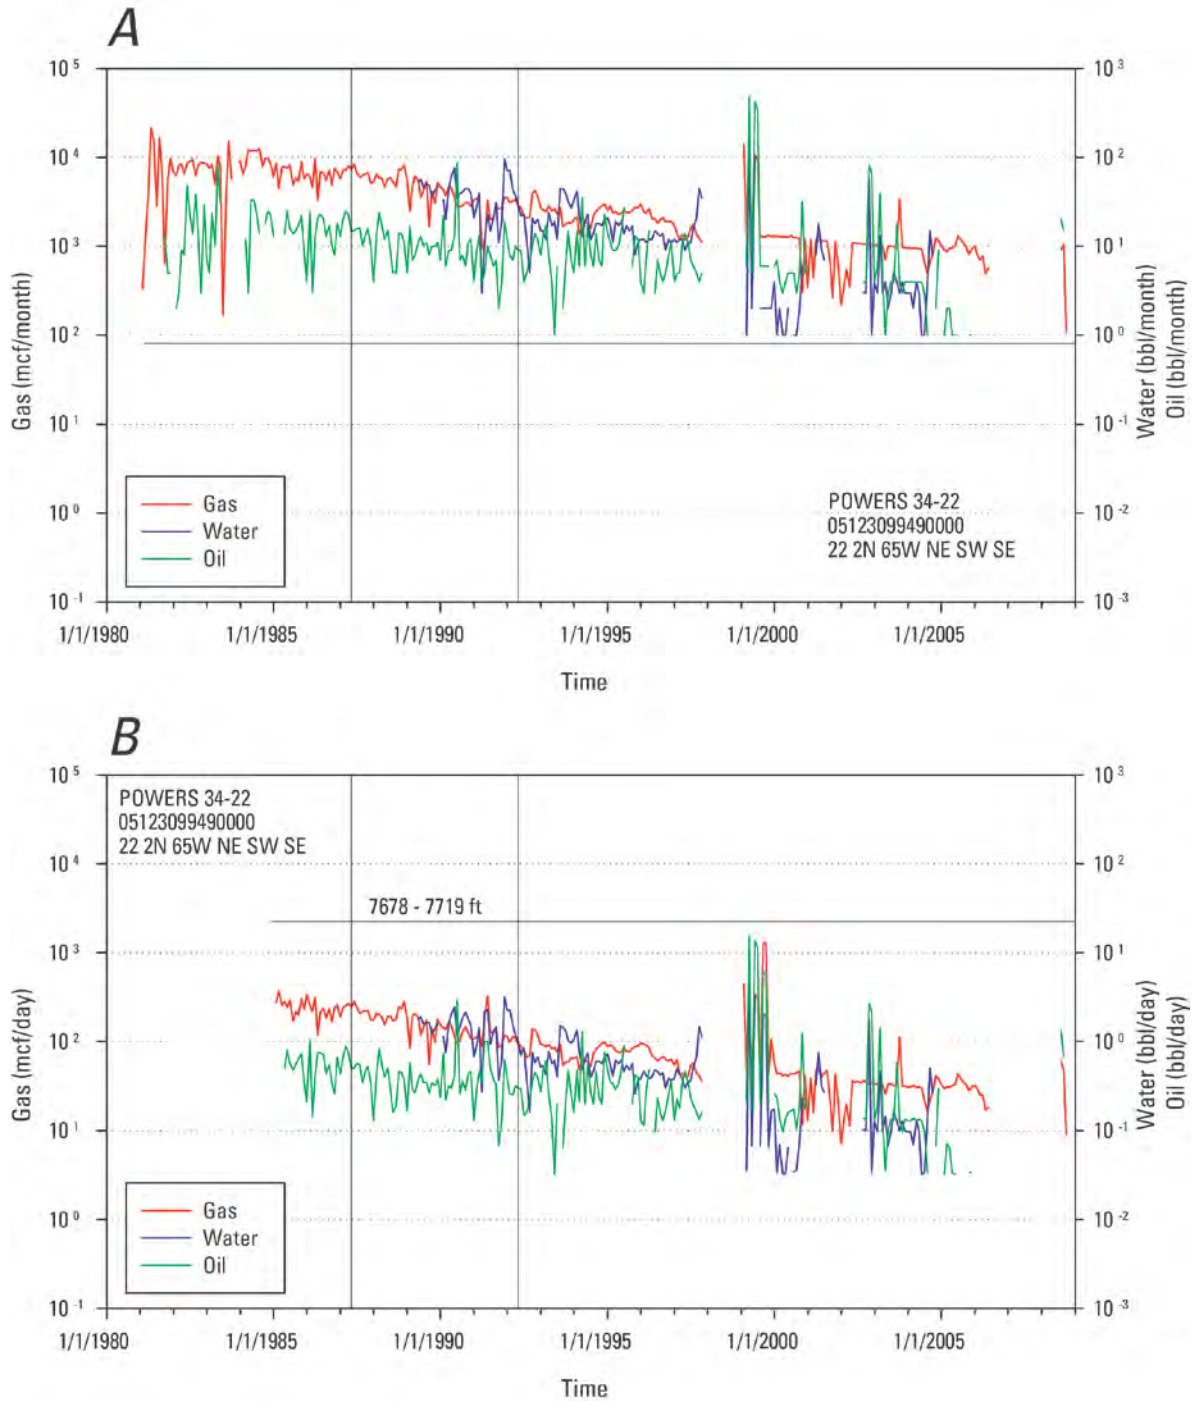 A
10⁵
10⁴
10³
10²
10¹
10⁰
10⁻¹
Gas (mcf/month)
10³
10²
10¹
10⁰
10⁻¹
10⁻²
10⁻³
Water (bbl/month)
Oil (bbl/month)
Gas
Water
Oil
POWERS 34-22
05123099490000
22 2N 65W NE SW SE
1/1/1980
1/1/1985
1/1/1990
1/1/1995
1/1/2000
1/1/2005
Time
B
10⁵
10⁴
10³
10²
10¹
10⁰
10⁻¹
Gas (mcf/day)
POWERS 34-22
05123099490000
22 2N 65W NE SW SE
7678 - 7719 ft
10³
10²
10¹
10⁰
10⁻¹
10⁻²
10⁻³
Water (bbl/day)
Oil (bbl/day)
Gas
Water
Oil
1/1/1980
1/1/1985
1/1/1990
1/1/1995
1/1/2000
1/1/2005
Time